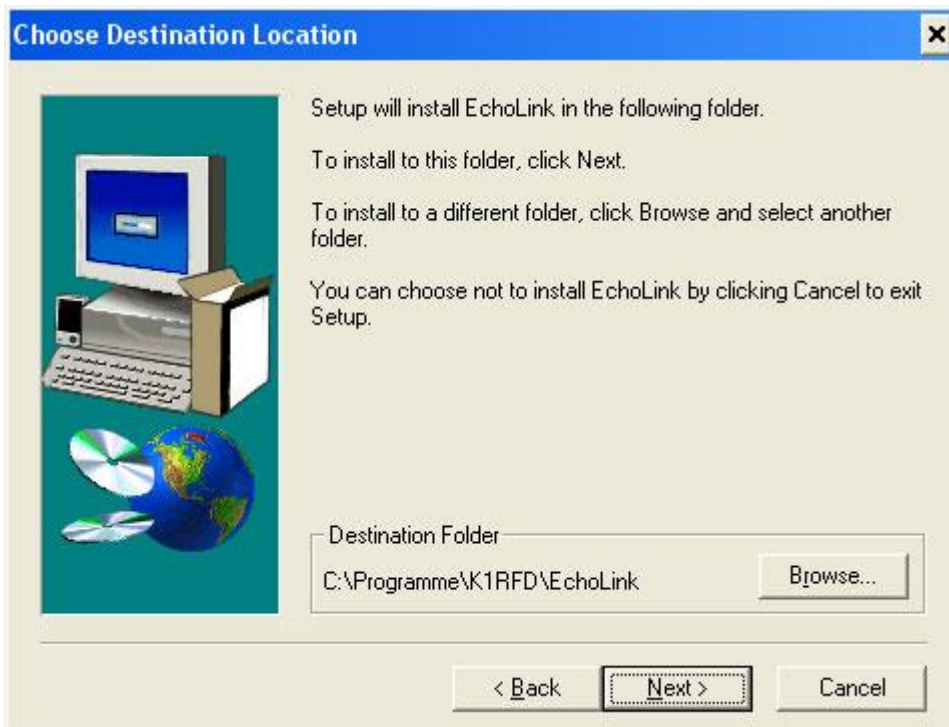 Choose Destination Location
Setup will install EchoLink in the following folder.
To install to this folder, click Next.
To install to a different folder, click Browse and select another
folder.
You can choose not to install EchoLink by clicking Cancel to exit
Setup.
Destination Folder
C:\Programme\K1RFD\EchoLink
Browse...
< Back
Next >
Cancel